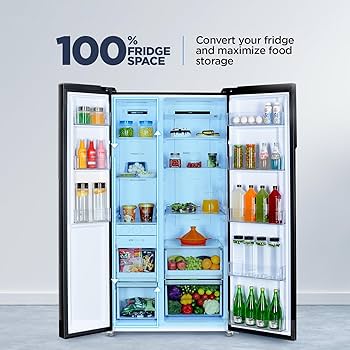 100% FRIDGE
SPACE
Convert your fridge
and maximize food
storage